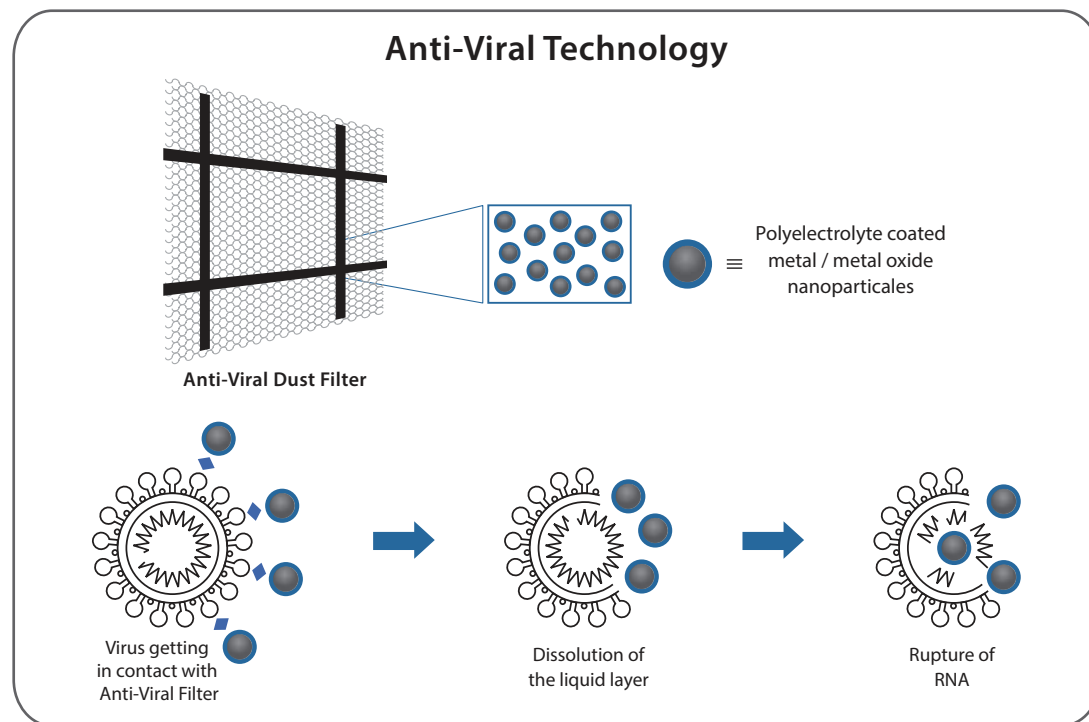 Anti-Viral Technology
Polyelectrolyte coated
metal / metal oxide
nanoparticales
≡
Anti-Viral Dust Filter
Virus getting
in contact with
Anti-Viral Filter
Dissolution of
the liquid layer
Rupture of
RNA